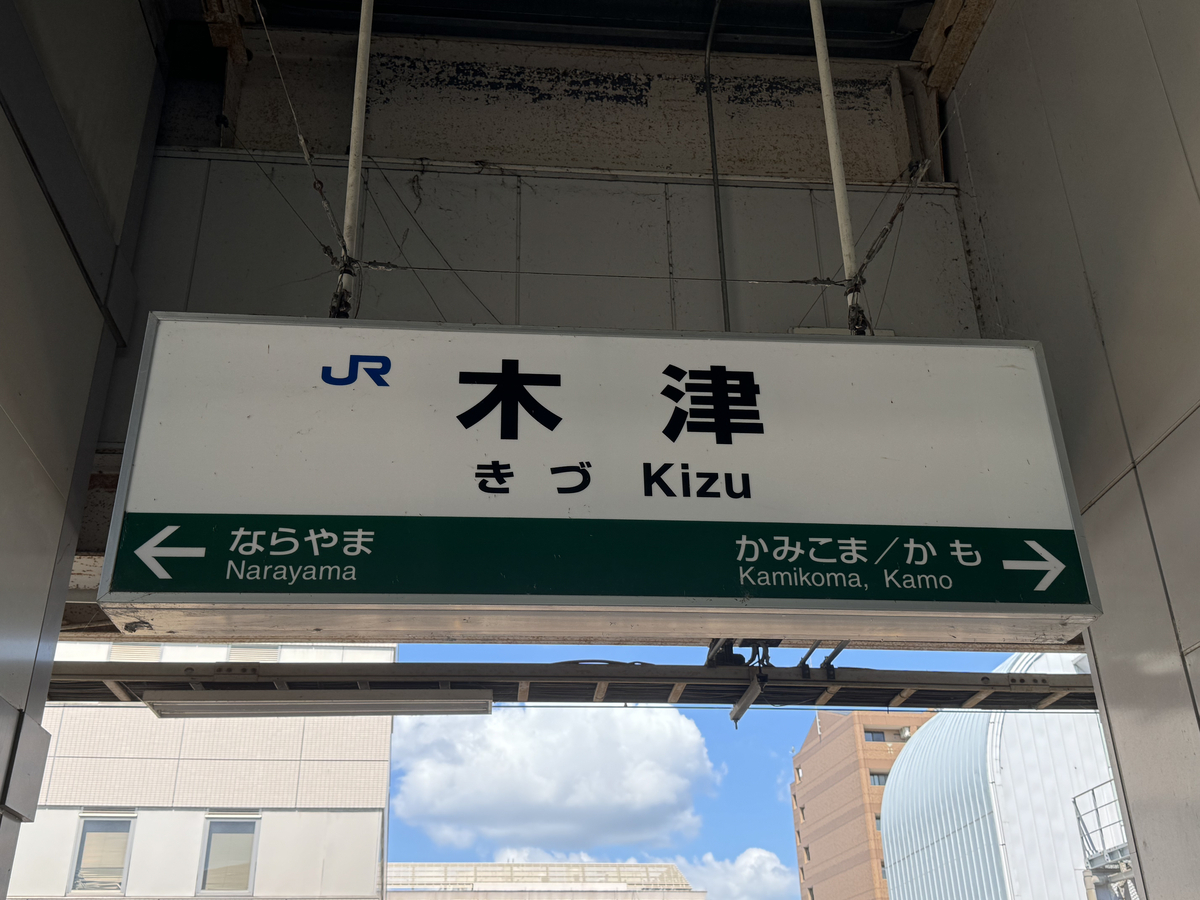 JR 木津
きづ Kizu
← ならやま
Narayama
かみこま／かも →
Kamikoma, Kamo